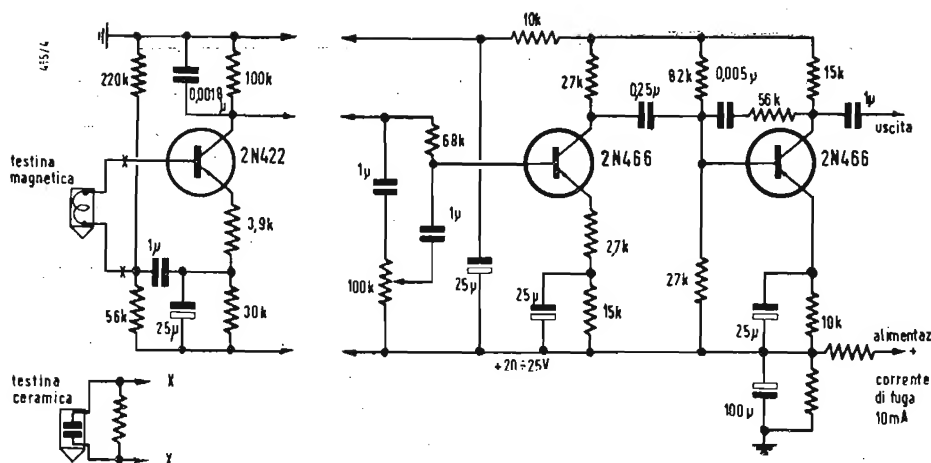 415/4
220k
0,0018 µ
100k
2N422
testina magnetica
X
X
3,9k
1µ
56k
25µ
30k
testina ceramica
X
X
10k
27k
0,25µ
82k
0,005µ
56k
15k
1µ
uscita
68k
2N466
2N466
1µ
1µ
100k
25µ
2,7k
25µ
15k
27k
25µ
10k
+20÷25V
100µ
alimentaz
+
corrente di fuga 10mA